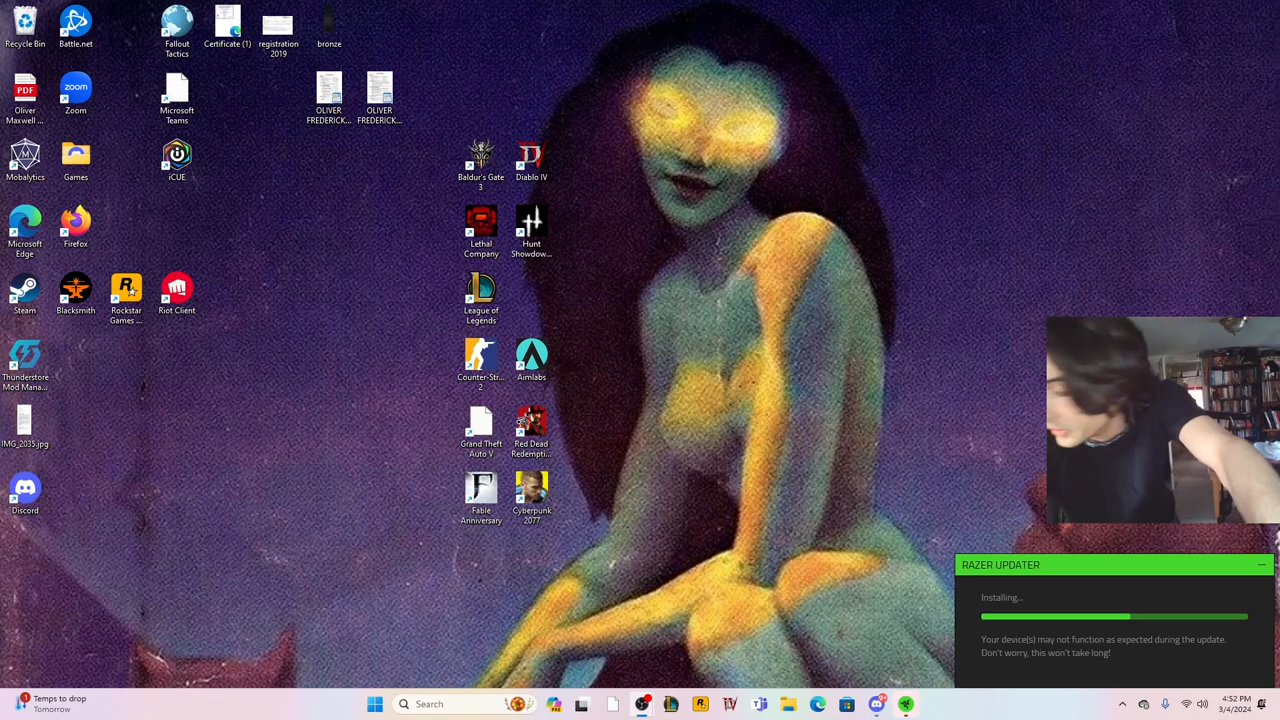 Recycle Bin
Battle.net
Fallout
Tactics
Certificate (1)
registration
2019
bronze
PDF
Oliver
Maxwell ...
zoom
Zoom
Microsoft
Teams
OLIVER
FREDERICK...
OLIVER
FREDERICK...
Mobalytics
Games
iCUE
Baldur's Gate
3
Diablo IV
Microsoft
Edge
Firefox
Lethal
Company
Hunt
Showdow...
Steam
Blacksmith
Rockstar
Games ...
Riot Client
League of
Legends
Thunderstore
Mod Mana...
Counter-Str...
2
Aimlabs
IMG_2035.jpg
Grand Theft
Auto V
Red Dead
Redempti...
Discord
Fable
Anniversary
Cyberpunk
2077
RAZER UPDATER
Installing...
Your device(s) may not function as expected during the update.
Don't worry, this won't take long!
1
Temps to drop
Tomorrow
Search
4:52 PM
3/4/2024